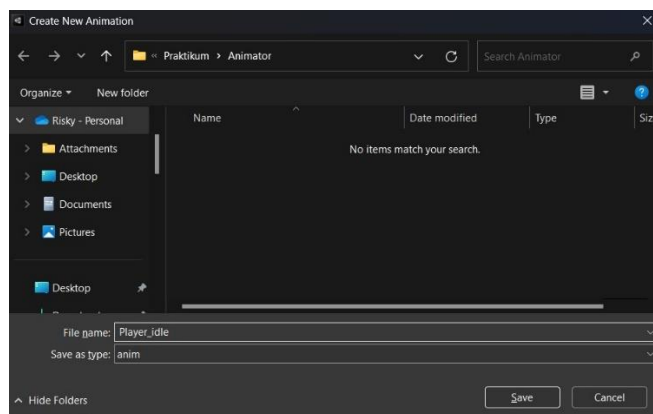 Create New Animation
« Praktikum > Animator
Search Animator
Organize
New folder
Name
Date modified
Type
Siz
Risky - Personal
Attachments
Desktop
Documents
Pictures
Desktop
No items match your search.
File name: Player_idle
Save as type: anim
Hide Folders
Save
Cancel